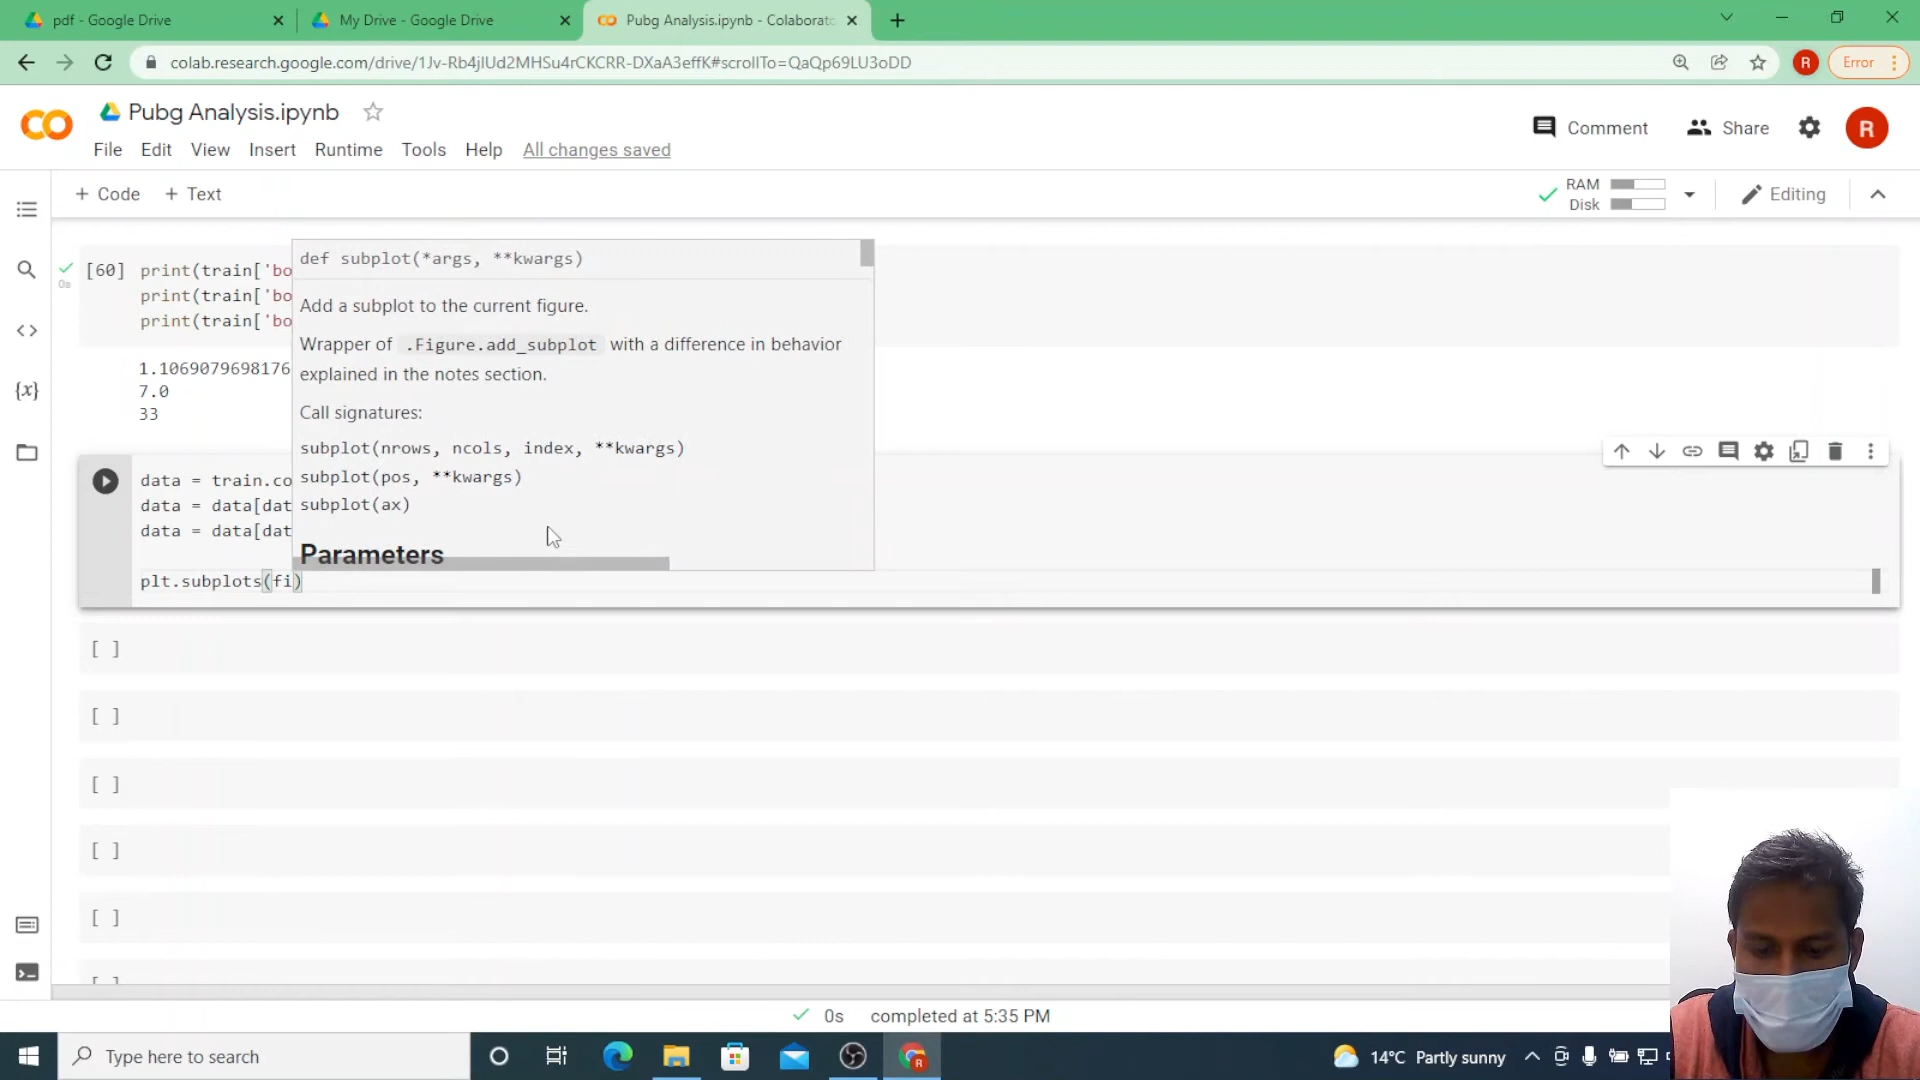 pdf - Google Drive
My Drive - Google Drive
Pubg Analysis.ipynb - Colaborato
colab.research.google.com/drive/1Jv-Rb4jlUd2MHSu4rCKCRR-DXaA3effK#scrollTo=QaQp69LU3oDD
R
Error
CO
Pubg Analysis.ipynb
Comment
Share
R
File Edit View Insert Runtime Tools Help All changes saved
+ Code + Text
RAM
Disk
Editing
def subplot(*args, **kwargs)
Add a subplot to the current figure.
Wrapper of .Figure.add_subplot with a difference in behavior
explained in the notes section.
Call signatures:
subplot(nrows, ncols, index, **kwargs)
subplot(pos, **kwargs)
subplot(ax)
Parameters
[60] print(train['bo
0s
print(train['bo
print(train['bo
1.1069079698176
7.0
33
{x}
data = train.co
data = data[dat
data = data[dat
plt.subplots(fi)
[ ]
[ ]
[ ]
[ ]
[ ]
[ ]
0s completed at 5:35 PM
Type here to search
14°C Partly sunny